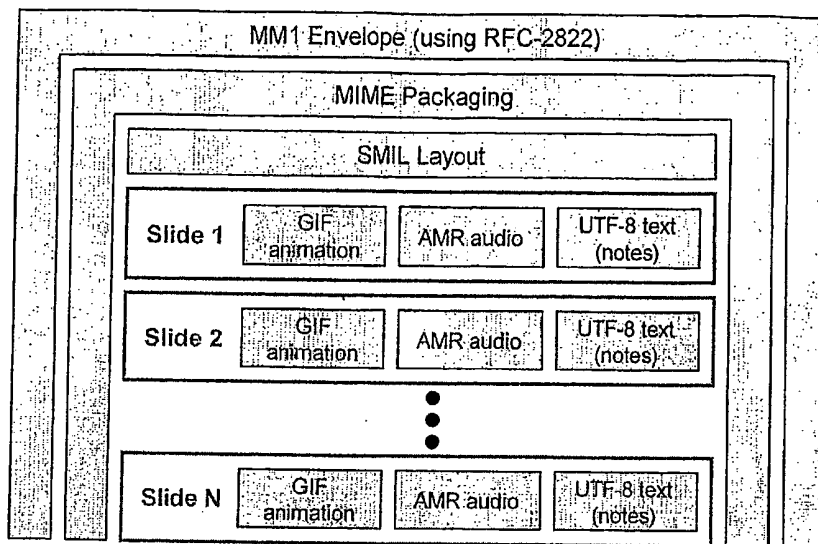 MM1 Envelope (using RFC-2822)
MIME Packaging
SMIL Layout
Slide 1
GIF
animation
AMR audio
UTF-8 text
(notes)
Slide 2
GIF
animation
AMR audio
UTF-8 text
(notes)
Slide N
GIF
animation
AMR audio
UTF-8 text
(notes)